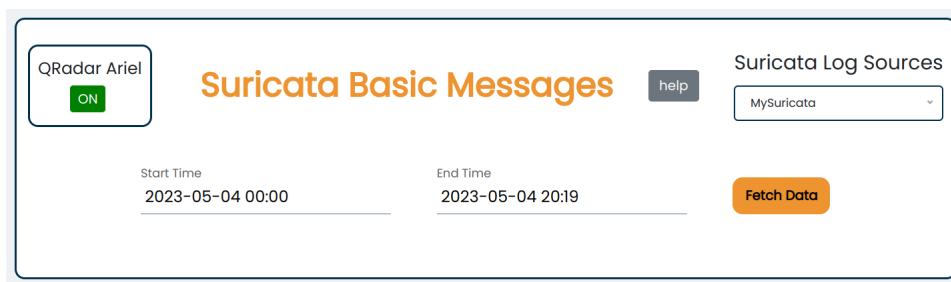 QRadar Ariel
ON
Suricata Basic Messages
help
Suricata Log Sources
MySuricata
Start Time
2023-05-04 00:00
End Time
2023-05-04 20:19
Fetch Data